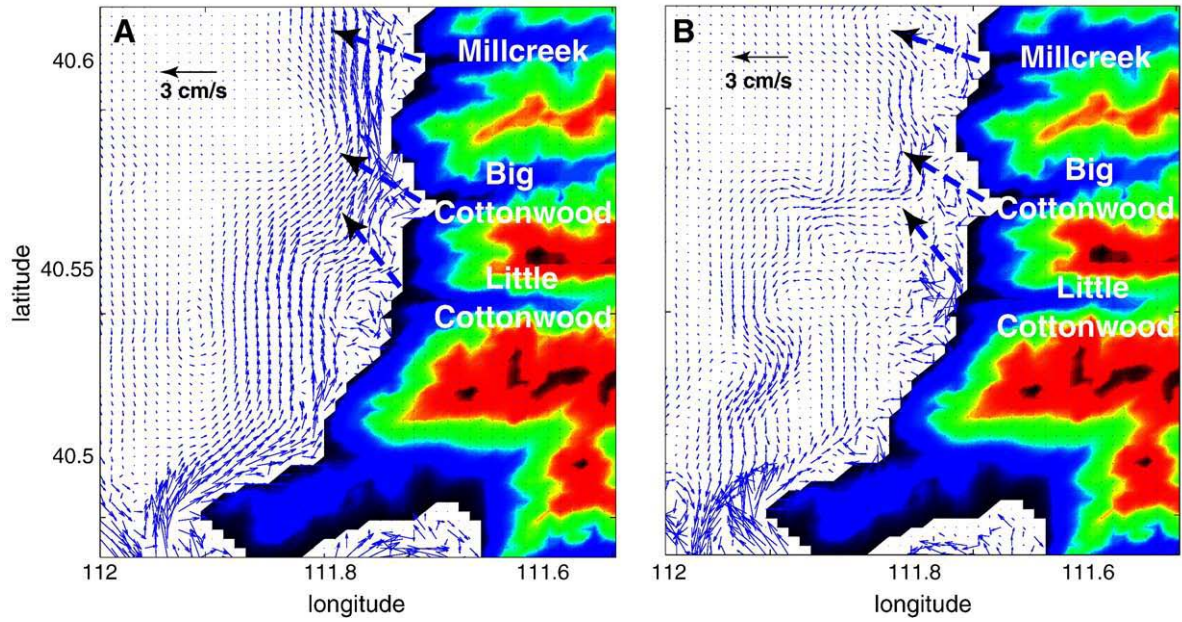 A
Millcreek
3 cm/s
Big
Cottonwood
Little
Cottonwood
40.6
40.55
40.5
latitude
112
111.8
111.6
longitude
B
Millcreek
3 cm/s
Big
Cottonwood
Little
Cottonwood
112
111.8
111.6
longitude